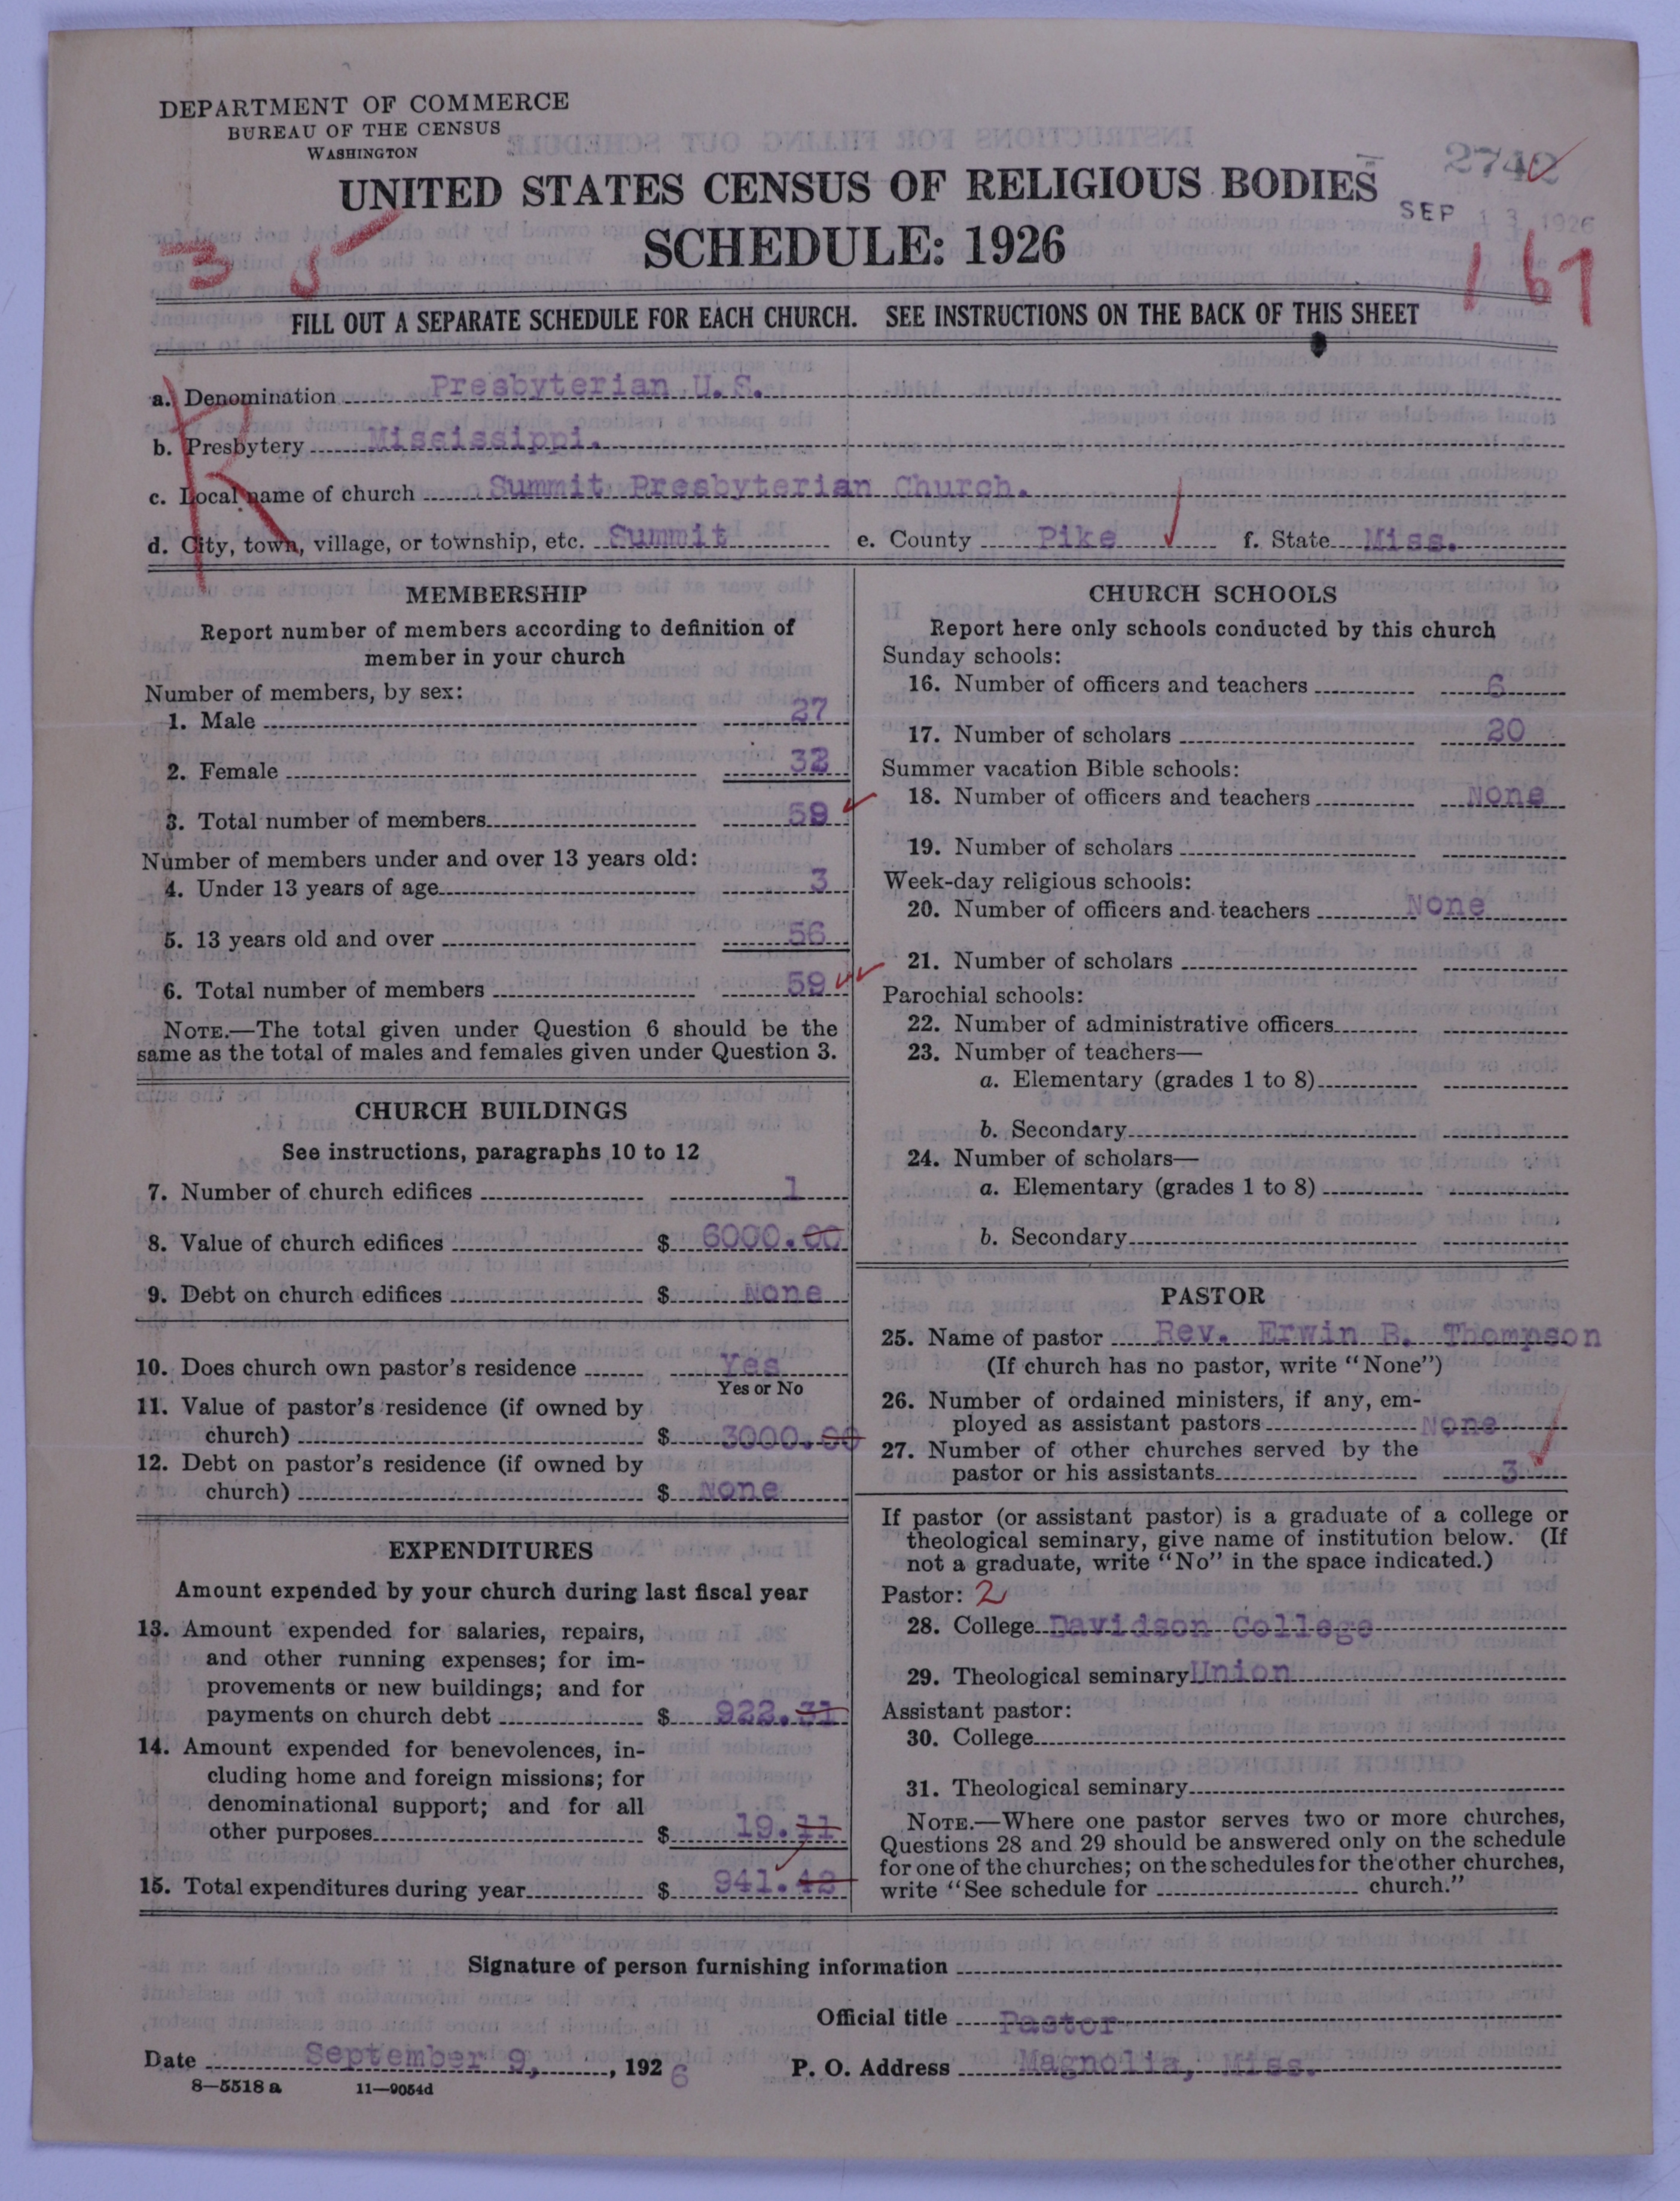 DEPARTMENT OF COMMERCE
BUREAU OF THE CENSUS
WASHINGTON
UNITED STATES CENSUS OF RELIGIOUS BODIES
SCHEDULE: 1926
2742
SEP 13 1926
3 5
161
FILL OUT A SEPARATE SCHEDULE FOR EACH CHURCH. SEE INSTRUCTIONS ON THE BACK OF THIS SHEET
a. Denomination Presbyterian U.S.
b. Presbytery Mississippi.
c. Local name of church Summit Presbyterian Church.
d. City, town, village, or township, etc. Summit e. County Pike f. State Miss.
MEMBERSHIP
Report number of members according to definition of
member in your church
Number of members, by sex:
1. Male 27
2. Female 32
3. Total number of members 59
Number of members under and over 13 years old:
4. Under 13 years of age 3
5. 13 years old and over 56
6. Total number of members 59
NOTE.—The total given under Question 6 should be the
same as the total of males and females given under Question 3.
CHURCH BUILDINGS
See instructions, paragraphs 10 to 12
7. Number of church edifices 1
8. Value of church edifices $ 6000.00
9. Debt on church edifices $ None
10. Does church own pastor's residence Yes
Yes or No
11. Value of pastor's residence (if owned by
church) $ 3000.00
12. Debt on pastor's residence (if owned by
church) $ None
EXPENDITURES
Amount expended by your church during last fiscal year
13. Amount expended for salaries, repairs,
and other running expenses; for im-
provements or new buildings; and for
payments on church debt $ 922.31
14. Amount expended for benevolences, in-
cluding home and foreign missions; for
denominational support; and for all
other purposes $ 19.11
15. Total expenditures during year $ 941.42
CHURCH SCHOOLS
Report here only schools conducted by this church
Sunday schools:
16. Number of officers and teachers 6
17. Number of scholars 20
Summer vacation Bible schools:
18. Number of officers and teachers None
19. Number of scholars
Week-day religious schools:
20. Number of officers and teachers None
21. Number of scholars
Parochial schools:
22. Number of administrative officers
23. Number of teachers—
a. Elementary (grades 1 to 8)
b. Secondary
24. Number of scholars—
a. Elementary (grades 1 to 8)
b. Secondary
PASTOR
25. Name of pastor Rev. Erwin B. Thompson
(If church has no pastor, write "None")
26. Number of ordained ministers, if any, em-
ployed as assistant pastors None
27. Number of other churches served by the
pastor or his assistants 3
If pastor (or assistant pastor) is a graduate of a college or
theological seminary, give name of institution below. (If
not a graduate, write "No" in the space indicated.)
Pastor: 2
28. College Davidson College
29. Theological seminary Union
Assistant pastor:
30. College
31. Theological seminary
NOTE.—Where one pastor serves two or more churches,
Questions 28 and 29 should be answered only on the schedule
for one of the churches; on the schedules for the other churches,
write "See schedule for church."
Signature of person furnishing information
Official title Pastor
Date September 9, 1926 P. O. Address Magnolia, Miss.
8—5518 a 11—9054d